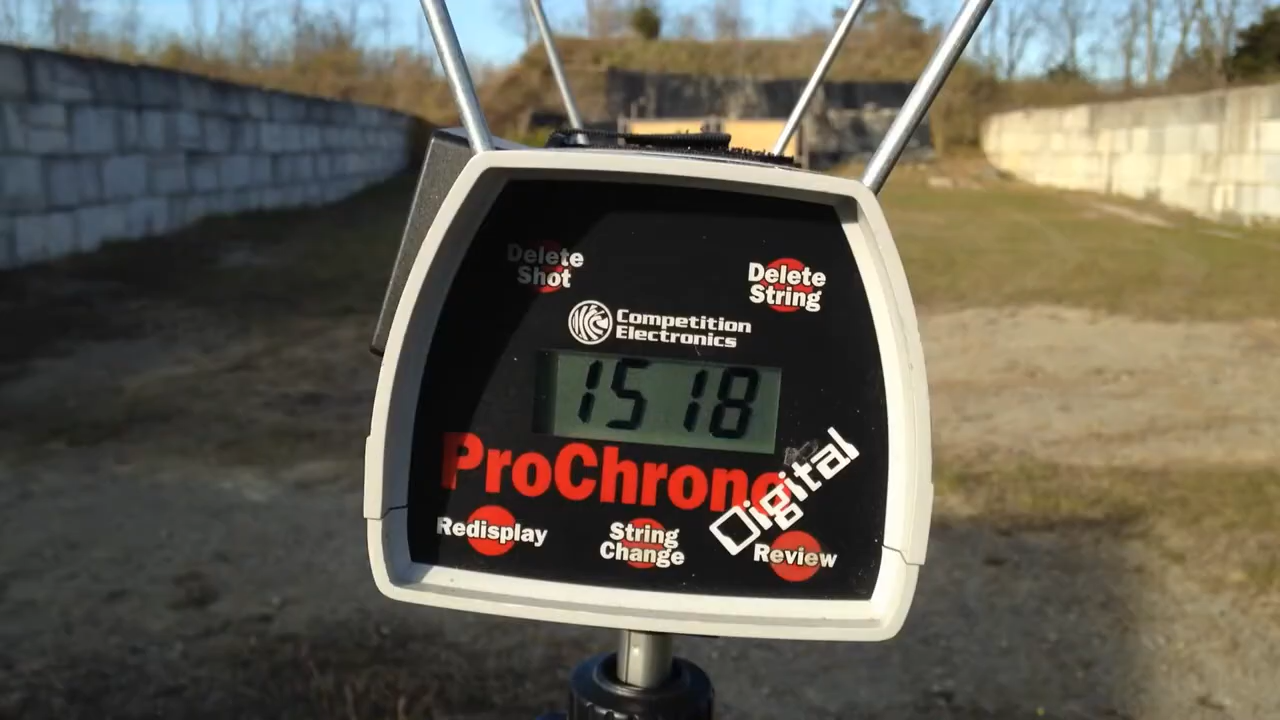 Delete
Shot
Delete
String
Competition
Electronics
1518
ProChrono
Digital
Redisplay
String
Change
Review